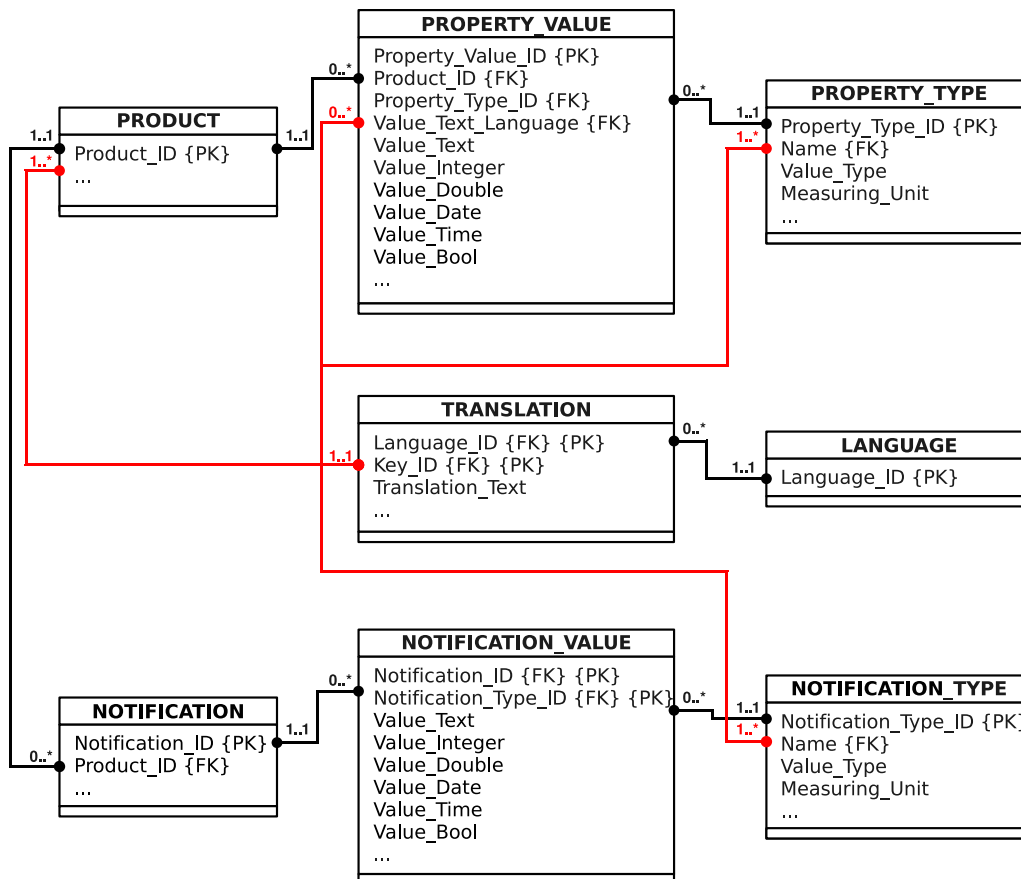 PROPERTY_VALUE
Property_Value_ID {PK}
Product_ID {FK}
Property_Type_ID {FK}
Value_Text_Language {FK}
Value_Text
Value_Integer
Value_Double
Value_Date
Value_Time
Value_Bool
...
0..*
0..*
0..*
PROPERTY_TYPE
Property_Type_ID {PK}
Name {FK}
Value_Type
Measuring_Unit
...
1..1
1..*
PRODUCT
Product_ID {PK}
...
1..1
1..*
1..1
TRANSLATION
Language_ID {FK} {PK}
Key_ID {FK} {PK}
Translation_Text
...
1..1
0..*
LANGUAGE
Language_ID {PK}
1..1
NOTIFICATION_VALUE
Notification_ID {FK} {PK}
Notification_Type_ID {FK} {PK}
Value_Text
Value_Integer
Value_Double
Value_Date
Value_Time
Value_Bool
...
0..*
0..*
NOTIFICATION
Notification_ID {PK}
Product_ID {FK}
...
0..*
1..1
NOTIFICATION_TYPE
Notification_Type_ID {PK}
Name {FK}
Value_Type
Measuring_Unit
...
1..1
1..*